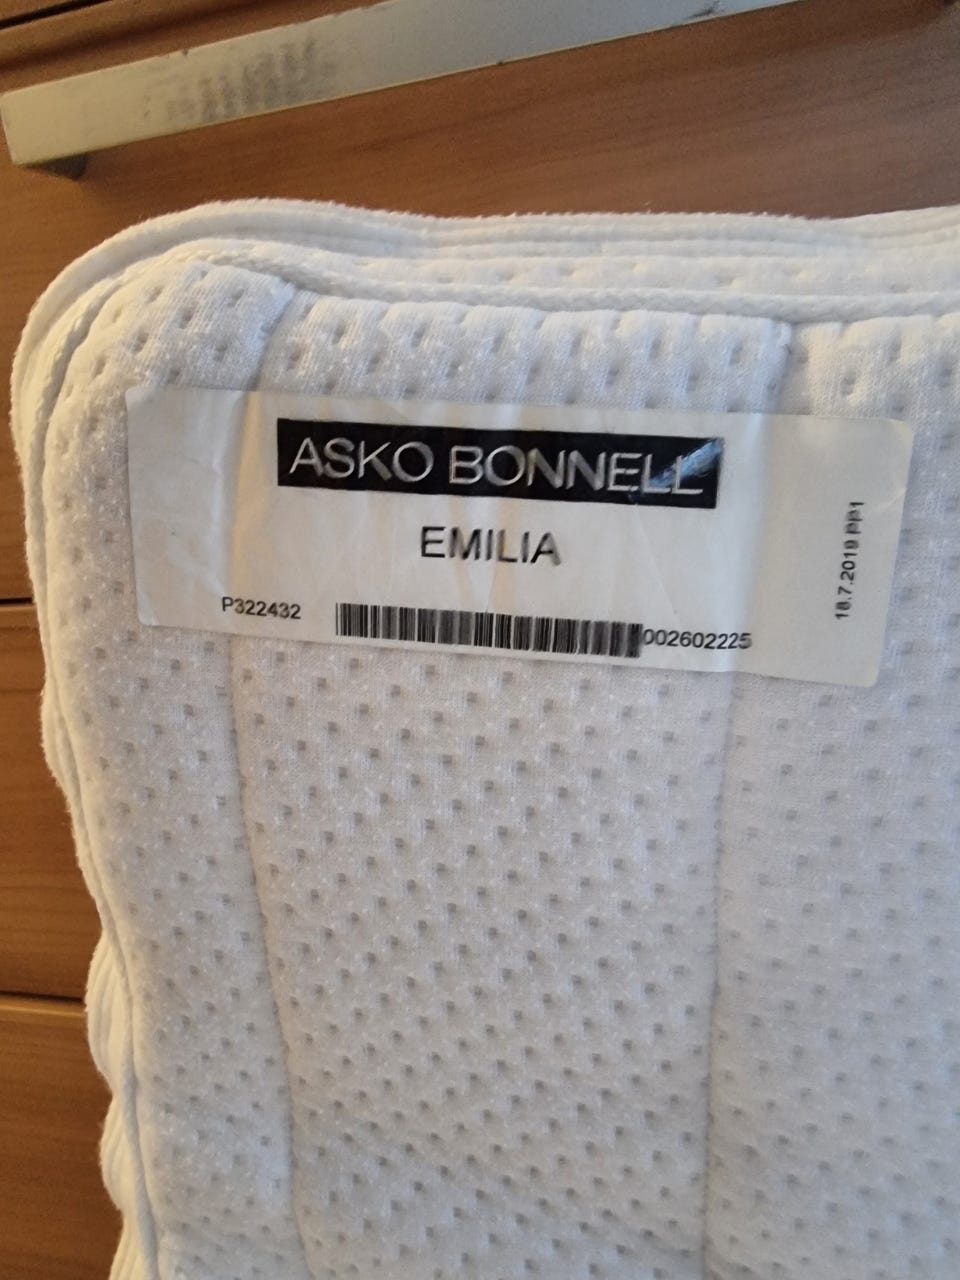 ASKO BONNELL
EMILIA
P322432
002602225
18.7.2019 PP1